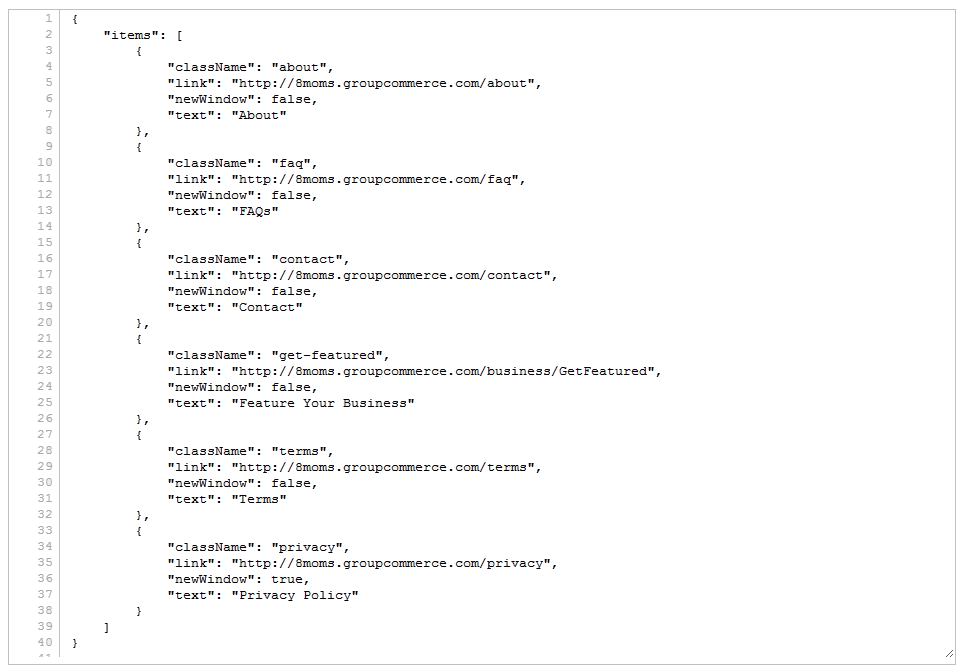 1 {
2     "items": [
3         {
4             "className": "about",
5             "link": "http://8moms.groupcommerce.com/about",
6             "newWindow": false,
7             "text": "About"
8         },
9         {
10             "className": "faq",
11             "link": "http://8moms.groupcommerce.com/faq",
12             "newWindow": false,
13             "text": "FAQs"
14         },
15         {
16             "className": "contact",
17             "link": "http://8moms.groupcommerce.com/contact",
18             "newWindow": false,
19             "text": "Contact"
20         },
21         {
22             "className": "get-featured",
23             "link": "http://8moms.groupcommerce.com/business/GetFeatured",
24             "newWindow": false,
25             "text": "Feature Your Business"
26         },
27         {
28             "className": "terms",
29             "link": "http://8moms.groupcommerce.com/terms",
30             "newWindow": false,
31             "text": "Terms"
32         },
33         {
34             "className": "privacy",
35             "link": "http://8moms.groupcommerce.com/privacy",
36             "newWindow": true,
37             "text": "Privacy Policy"
38         }
39     ]
40 }